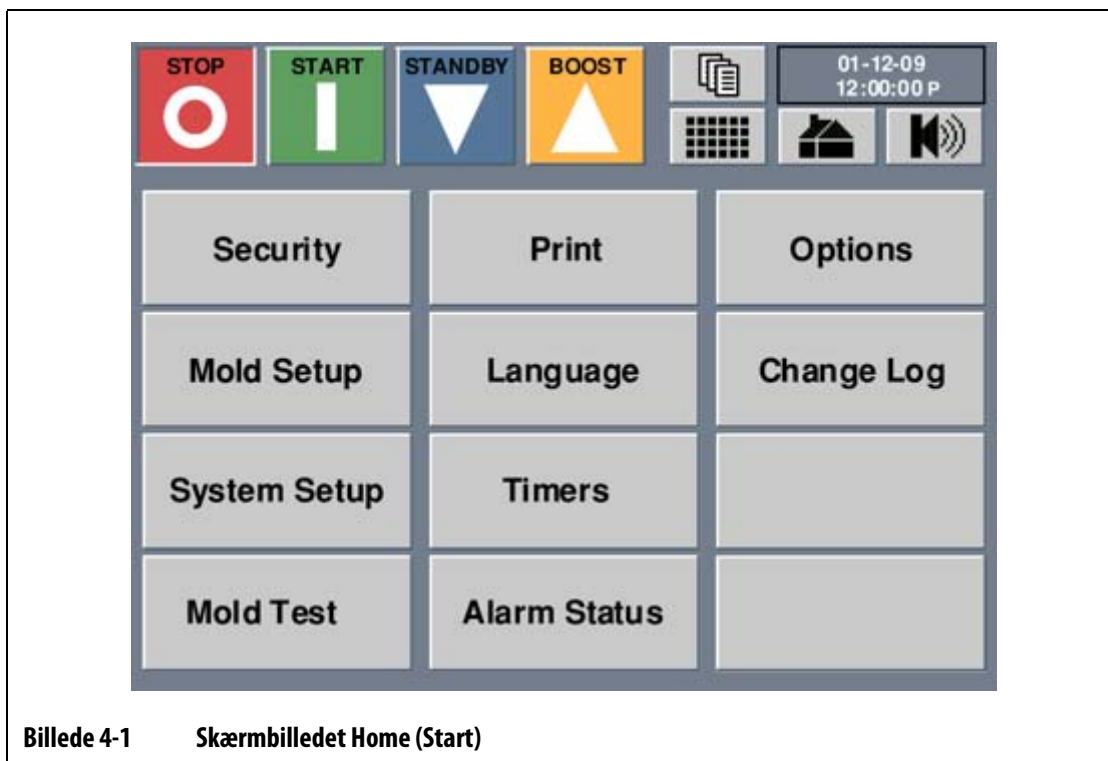 STOP START STANDBY BOOST
01-12-09
12:00:00 P
Security Print Options
Mold Setup Language Change Log
System Setup Timers
Mold Test Alarm Status
Billede 4-1 Skærmbilledet Home (Start)